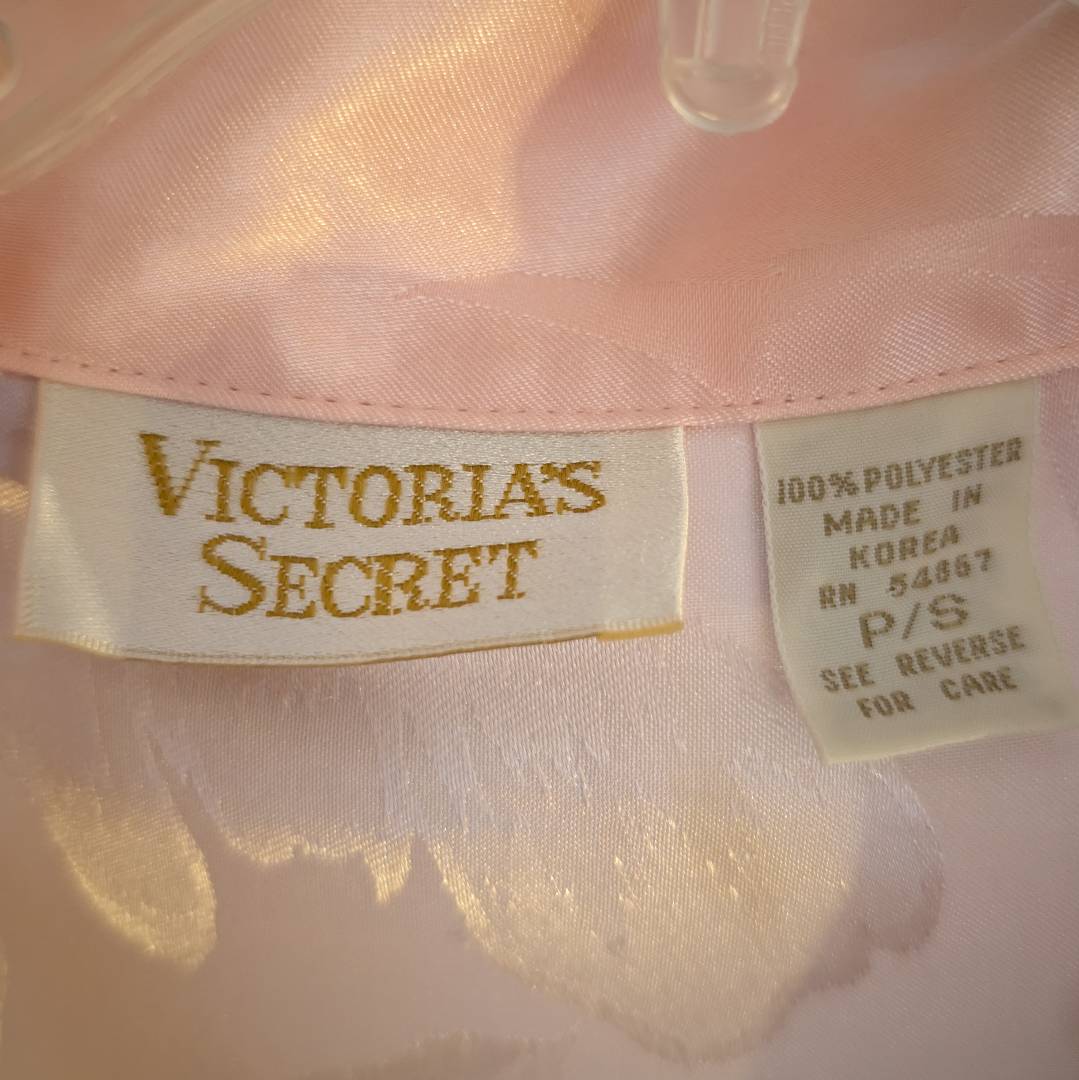 VICTORIA'S
SECRET
100% POLYESTER
MADE IN
KOREA
RN 54867
P/S
SEE REVERSE
FOR CARE